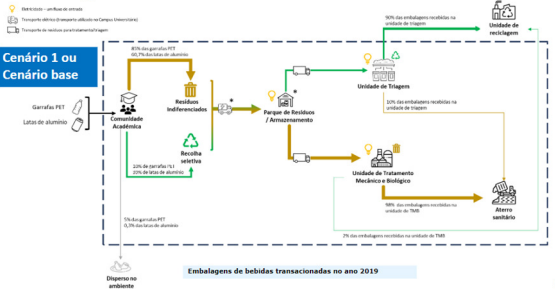 Eletricidade – um fluxo de entrada
Transporte elétrico (transporte utilizado no Campus Universitário)
Transporte de resíduos para tratamento/triagem
Cenário 1 ou
Cenário base
90% das embalagens recebidas na
unidade de triagem
Unidade de
reciclagem
85% das garrafas PET
das latas de alumínio
Garrafas PET
Latas de alumínio
Comunidade
Académica
Resíduos
Indiferenciados
*
Parque de Resíduos
/ Armazenamento
*
Unidade de Triagem
10% das embalagens recebidas na
unidade de triagem
Recolha
seletiva
10% de garrafas PET
de latas de alumínio
Unidade de Tratamento
Mecânico e Biológico
98% das embalagens recebidas na
unidade de TMB
Aterro
sanitário
5% das garrafas PET
0,3% das latas de alumínio
2% das embalagens recebidas na unidade de TMB
Disperso no
ambiente
Embalagens de bebidas transacionadas no ano 2019